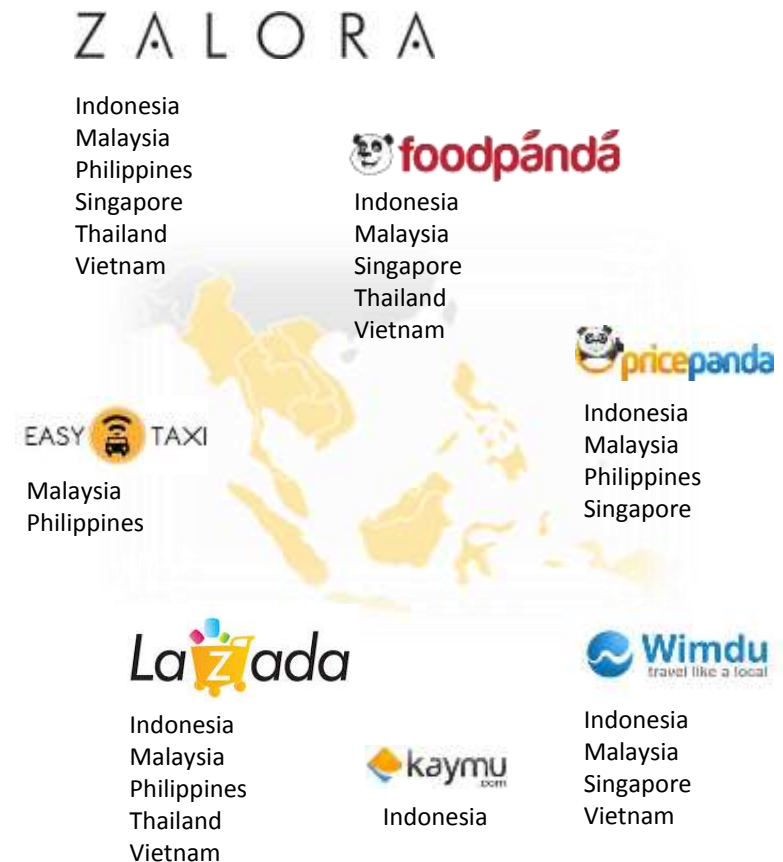 ZALORA
Indonesia
Malaysia
Philippines
Singapore
Thailand
Vietnam
foodpándá
Indonesia
Malaysia
Singapore
Thailand
Vietnam
pricepanda
Indonesia
Malaysia
Philippines
Singapore
EASY TAXI
Malaysia
Philippines
Lazada
Indonesia
Malaysia
Philippines
Thailand
Vietnam
kaymu
.com
Indonesia
Wimdu
travel like a local
Indonesia
Malaysia
Singapore
Vietnam